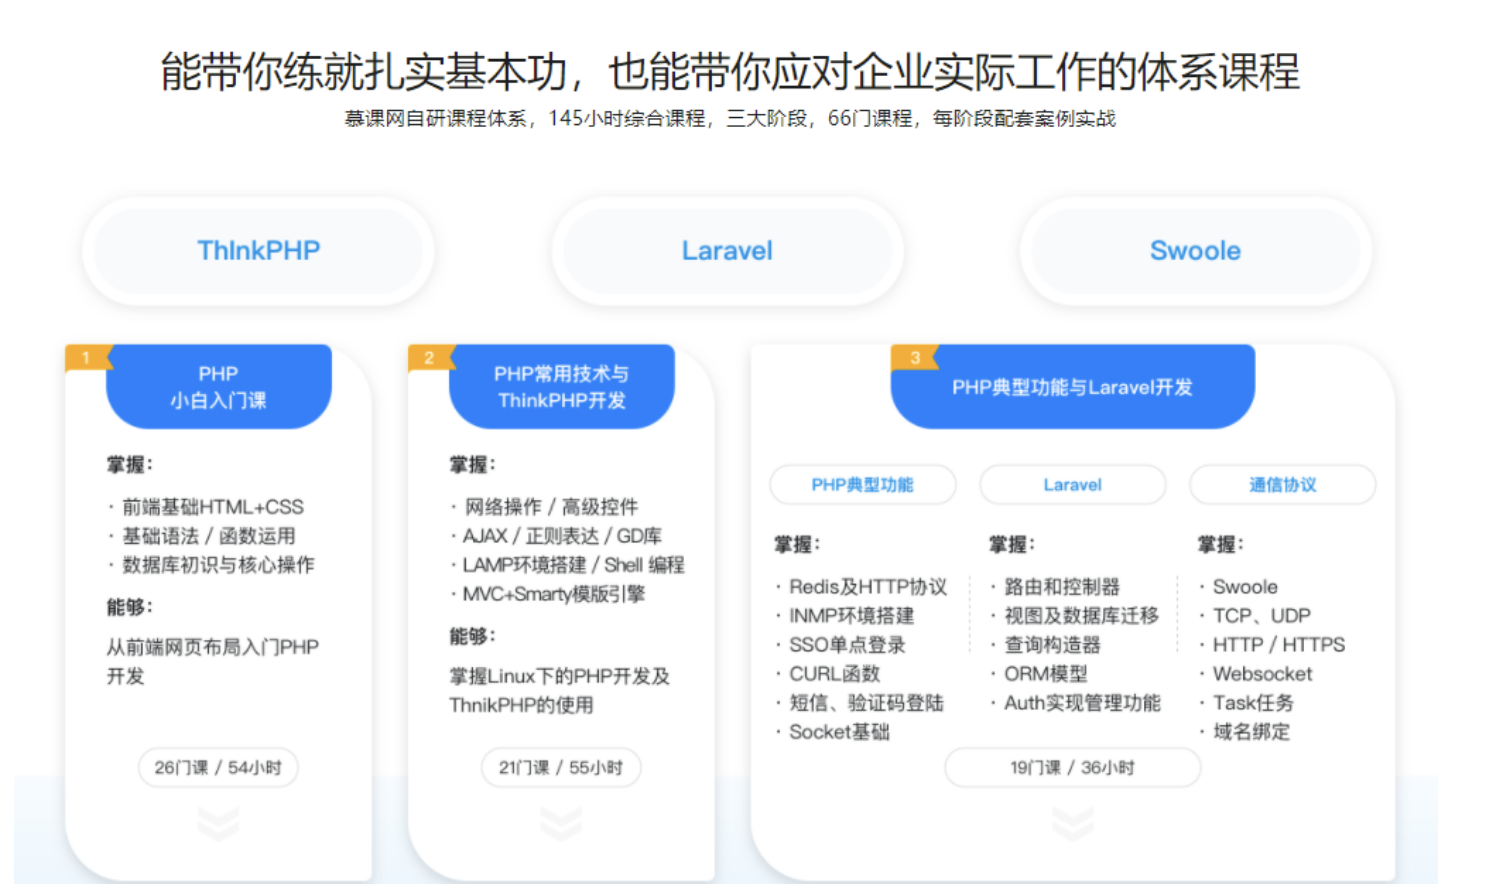 能带你练就扎实基本功，也能带你应对企业实际工作的体系课程
慕课网自研课程体系，145小时综合课程，三大阶段，66门课程，每阶段配套案例实战
ThInkPHP
Laravel
Swoole
1
PHP
小白入门课
掌握：
· 前端基础HTML+CSS
· 基础语法 / 函数运用
· 数据库初识与核心操作
能够：
从前端网页布局入门PHP
开发
26门课 / 54小时
2
PHP常用技术与
ThinkPHP开发
掌握：
· 网络操作 / 高级控件
· AJAX / 正则表达 / GD库
· LAMP环境搭建 / Shell 编程
· MVC+Smarty模版引擎
能够：
掌握Linux下的PHP开发及
ThnikPHP的使用
21门课 / 55小时
3
PHP典型功能与Laravel开发
PHP典型功能
掌握：
· Redis及HTTP协议
· INMP环境搭建
· SSO单点登录
· CURL函数
· 短信、验证码登陆
· Socket基础
Laravel
掌握：
· 路由和控制器
· 视图及数据库迁移
· 查询构造器
· ORM模型
· Auth实现管理功能
通信协议
掌握：
· Swoole
· TCP、UDP
· HTTP / HTTPS
· Websocket
· Task任务
· 域名绑定
19门课 / 36小时